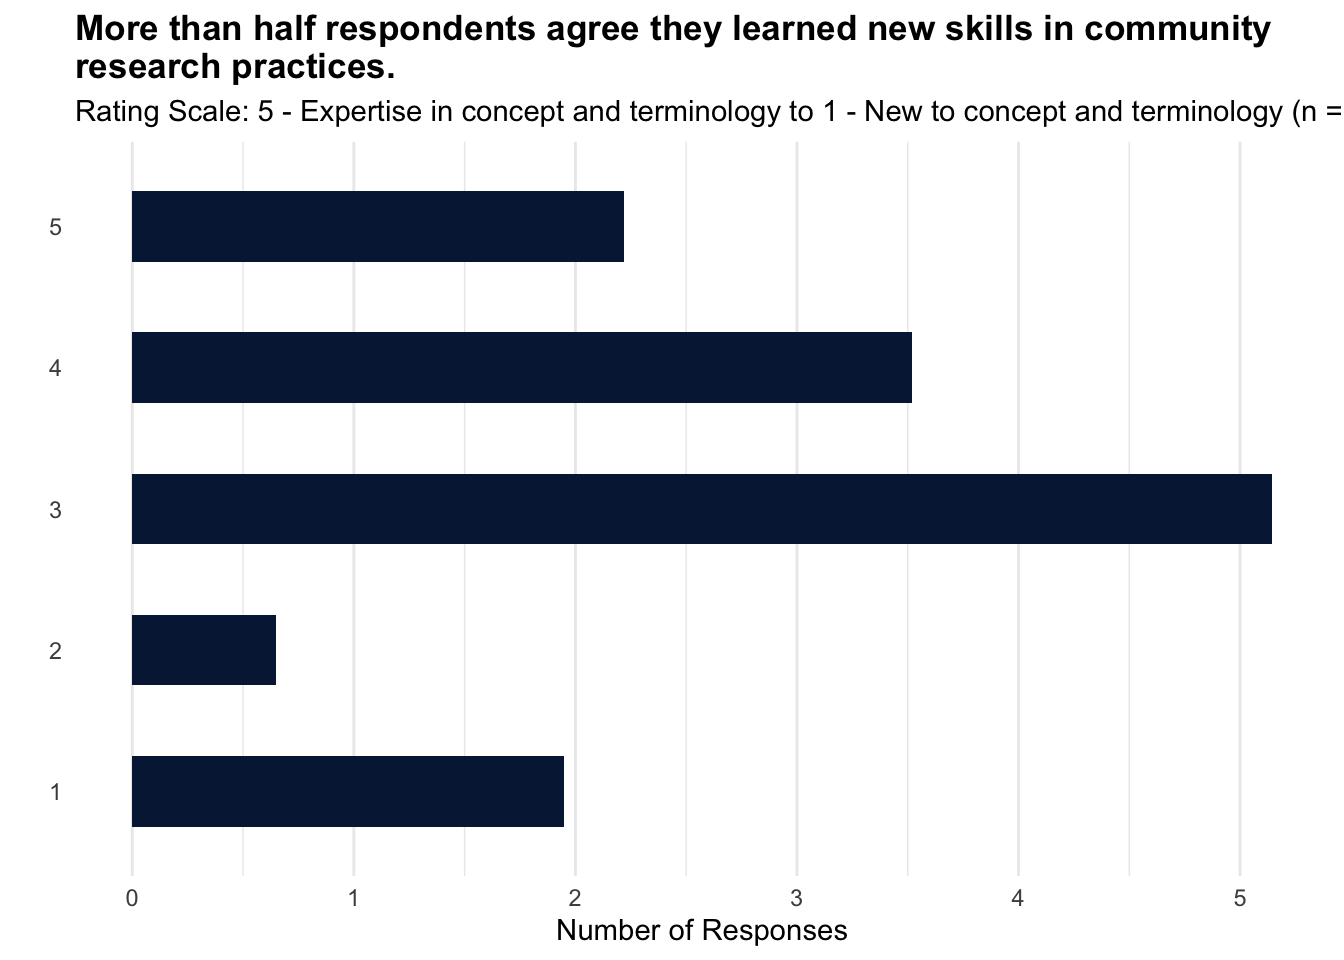 More than half respondents agree they learned new skills in community
research practices.
Rating Scale: 5 - Expertise in concept and terminology to 1 - New to concept and terminology (n =
5
4
3
2
1
0 1 2 3 4 5
Number of Responses